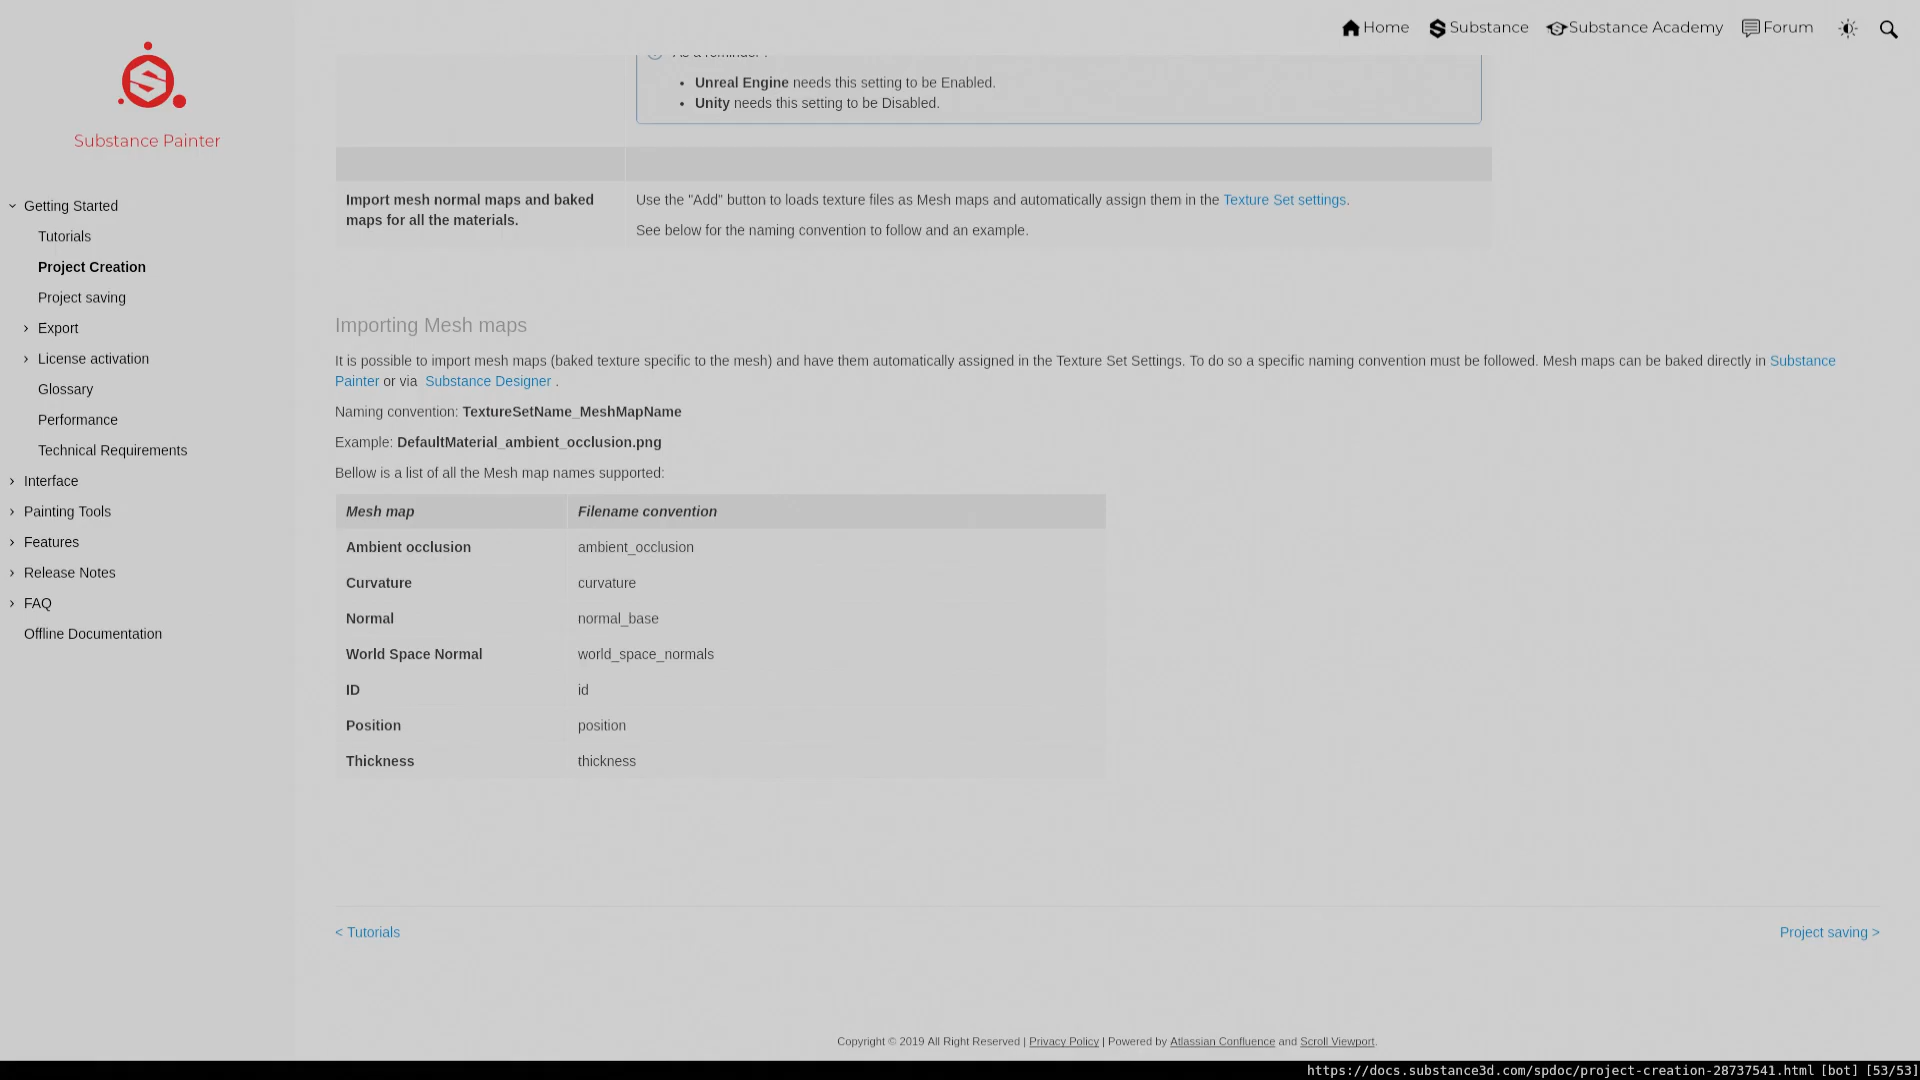 Home Substance Substance Academy Forum
Substance Painter
Getting Started
Tutorials
Project Creation
Project saving
Export
License activation
Glossary
Performance
Technical Requirements
Interface
Painting Tools
Features
Release Notes
FAQ
Offline Documentation
As a reminder :
• Unreal Engine needs this setting to be Enabled.
• Unity needs this setting to be Disabled.
Import mesh normal maps and baked
maps for all the materials.
Use the "Add" button to loads texture files as Mesh maps and automatically assign them in the Texture Set settings.
See below for the naming convention to follow and an example.
Importing Mesh maps
It is possible to import mesh maps (baked texture specific to the mesh) and have them automatically assigned in the Texture Set Settings. To do so a specific naming convention must be followed. Mesh maps can be baked directly in Substance
Painter or via Substance Designer .
Naming convention: TextureSetName_MeshMapName
Example: DefaultMaterial_ambient_occlusion.png
Bellow is a list of all the Mesh map names supported:
Mesh map Filename convention
Ambient occlusion ambient_occlusion
Curvature curvature
Normal normal_base
World Space Normal world_space_normals
ID id
Position position
Thickness thickness
< Tutorials Project saving >
Copyright © 2019 All Right Reserved | Privacy Policy | Powered by Atlassian Confluence and Scroll Viewport.
https://docs.substance3d.com/spdoc/project-creation-28737541.html [bot] [53/53]